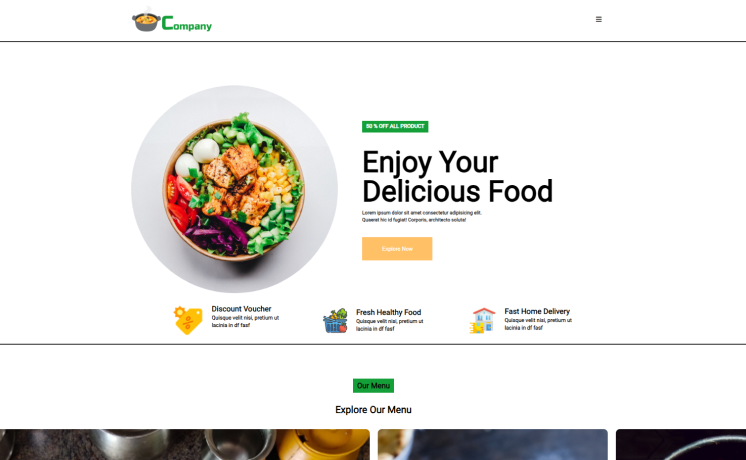 Company
50 % OFF ALL PRODUCT
Enjoy Your
Delicious Food
Lorem ipsum dolor sit amet consectetur adipisicing elit.
Quaerat hic id fugiat! Corporis, architecto soluta!
Explore Now
Discount Voucher
Quisque velit nisi, pretium ut
lacinia in df fasf
Fresh Healthy Food
Quisque velit nisi, pretium ut
lacinia in df fasf
Fast Home Delivery
Quisque velit nisi, pretium ut
lacinia in df fasf
Our Menu
Explore Our Menu